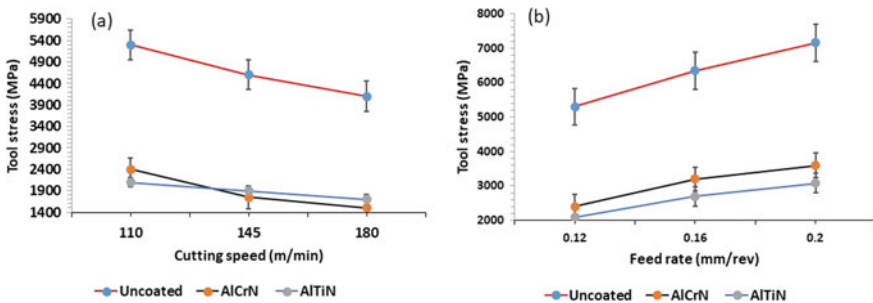 (a)
Tool stress (MPa)
5900
5400
4900
4400
3900
3400
2900
2400
1900
1400
110 145 180
Cutting speed (m/min)
Uncoated AlCrN AlTiN
(b)
Tool stress (MPa)
8000
7000
6000
5000
4000
3000
2000
0.12 0.16 0.2
Feed rate (mm/rev)
Uncoated AlCrN AlTiN